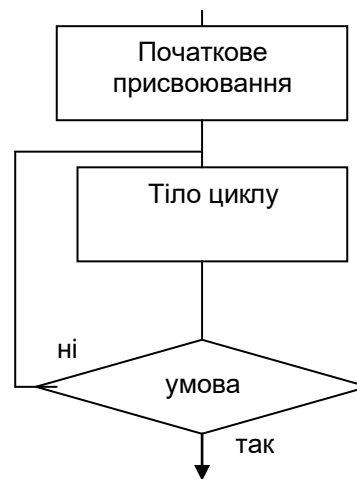 Початкове
присвоювання
Тіло циклу
ні
умова
так